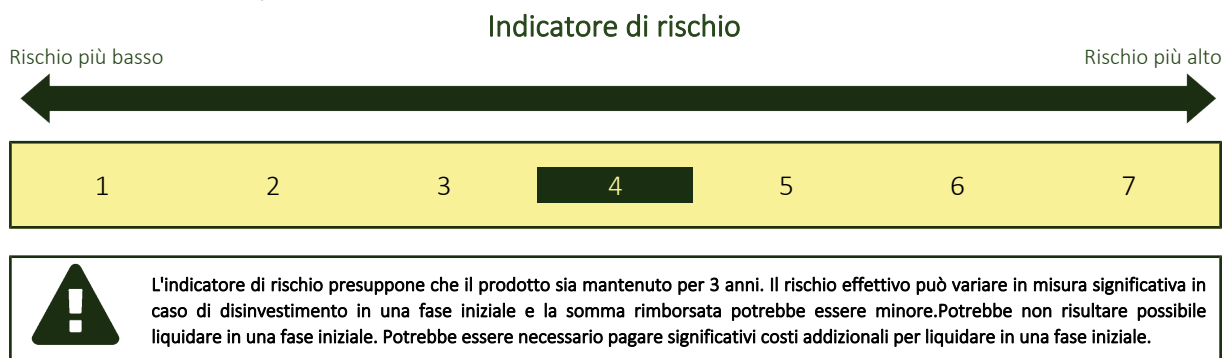 Indicatore di rischio
Rischio più basso Rischio più alto
1 2 3 4 5 6 7
L'indicatore di rischio presuppone che il prodotto sia mantenuto per 3 anni. Il rischio effettivo può variare in misura significativa in
caso di disinvestimento in una fase iniziale e la somma rimborsata potrebbe essere minore.Potrebbe non risultare possibile
liquidare in una fase iniziale. Potrebbe essere necessario pagare significativi costi addizionali per liquidare in una fase iniziale.